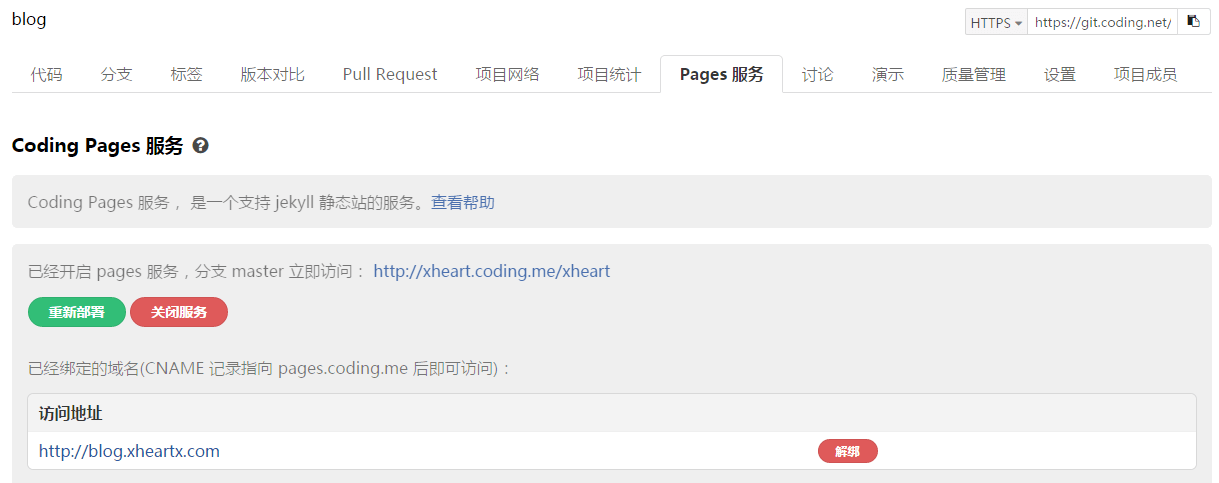 blog
HTTPS https://git.coding.net/
代码 分支 标签 版本对比 Pull Request 项目网络 项目统计 Pages 服务 讨论 演示 质量管理 设置 项目成员
Coding Pages 服务 ?
Coding Pages 服务， 是一个支持 jekyll 静态站的服务。查看帮助
已经开启 pages 服务，分支 master 立即访问： http://xheart.coding.me/xheart
重新部署 关闭服务
已经绑定的域名(CNAME 记录指向 pages.coding.me 后即可访问)：
访问地址
http://blog.xheartx.com 解绑